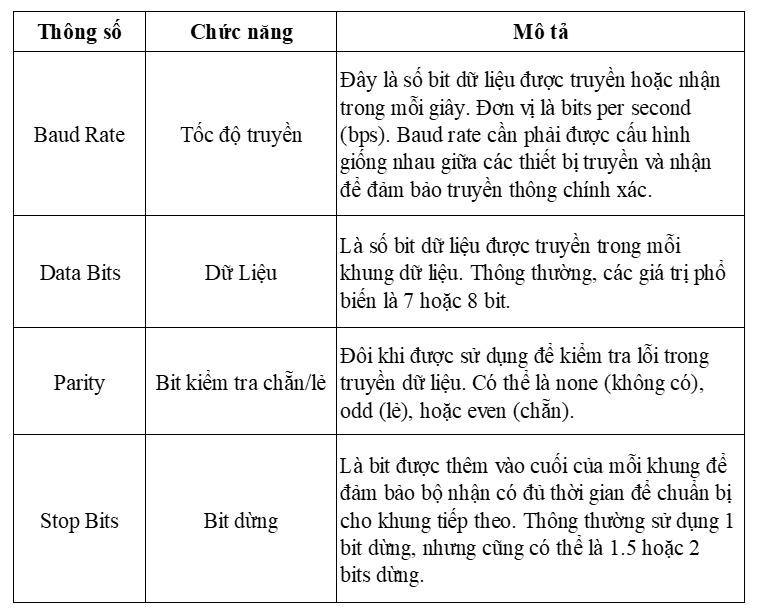 Thông số
Chức năng
Mô tả
Baud Rate
Tốc độ truyền
Đây là số bit dữ liệu được truyền hoặc nhận
trong mỗi giây. Đơn vị là bits per second
(bps). Baud rate cần phải được cấu hình
giống nhau giữa các thiết bị truyền và nhận
để đảm bảo truyền thông chính xác.
Data Bits
Dữ Liệu
Là số bit dữ liệu được truyền trong mỗi
khung dữ liệu. Thông thường, các giá trị phổ
biến là 7 hoặc 8 bit.
Parity
Bit kiểm tra chẵn/lẻ
Đôi khi được sử dụng để kiểm tra lỗi trong
truyền dữ liệu. Có thể là none (không có),
odd (lẻ), hoặc even (chẵn).
Stop Bits
Bit dừng
Là bit được thêm vào cuối của mỗi khung để
đảm bảo bộ nhận có đủ thời gian để chuẩn bị
cho khung tiếp theo. Thông thường sử dụng 1
bit dừng, nhưng cũng có thể là 1.5 hoặc 2
bits dừng.